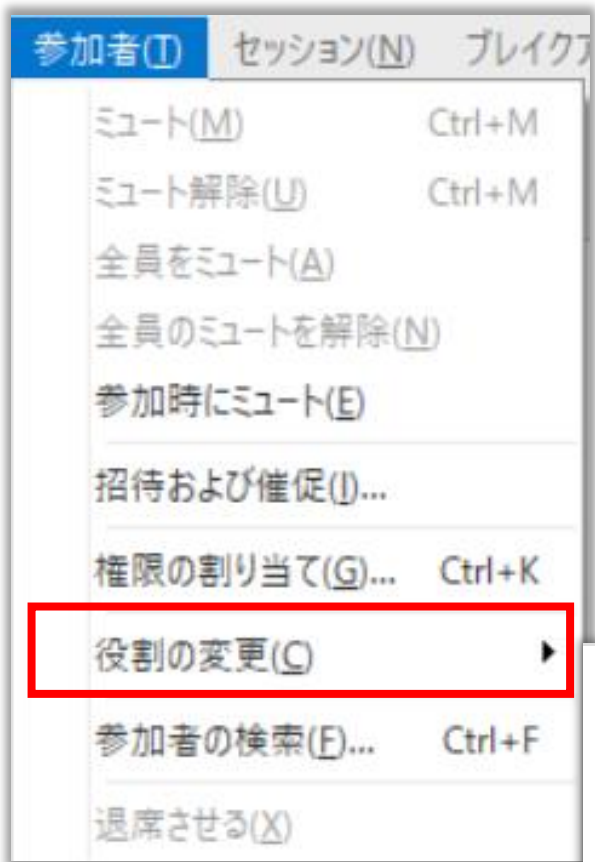 参加者(T) セッション(N) ブレイクア
ミュート(M) Ctrl+M
ミュート解除(U) Ctrl+M
全員をミュート(A)
全員のミュートを解除(N)
参加時にミュート(E)
招待および催促(I)...
権限の割り当て(G)... Ctrl+K
役割の変更(C)
参加者の検索(F)... Ctrl+F
退席させる(X)